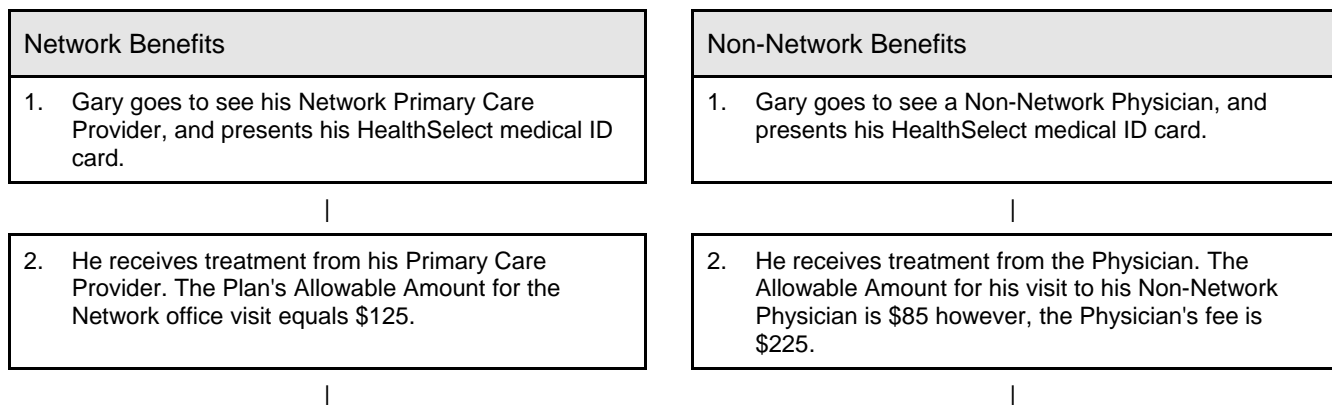 Network Benefits
1. Gary goes to see his Network Primary Care
Provider, and presents his HealthSelect medical ID
card.
|
2. He receives treatment from his Primary Care
Provider. The Plan's Allowable Amount for the
Network office visit equals $125.
|
Non-Network Benefits
1. Gary goes to see a Non-Network Physician, and
presents his HealthSelect medical ID card.
|
2. He receives treatment from the Physician. The
Allowable Amount for his visit to his Non-Network
Physician is $85 however, the Physician's fee is
$225.
|